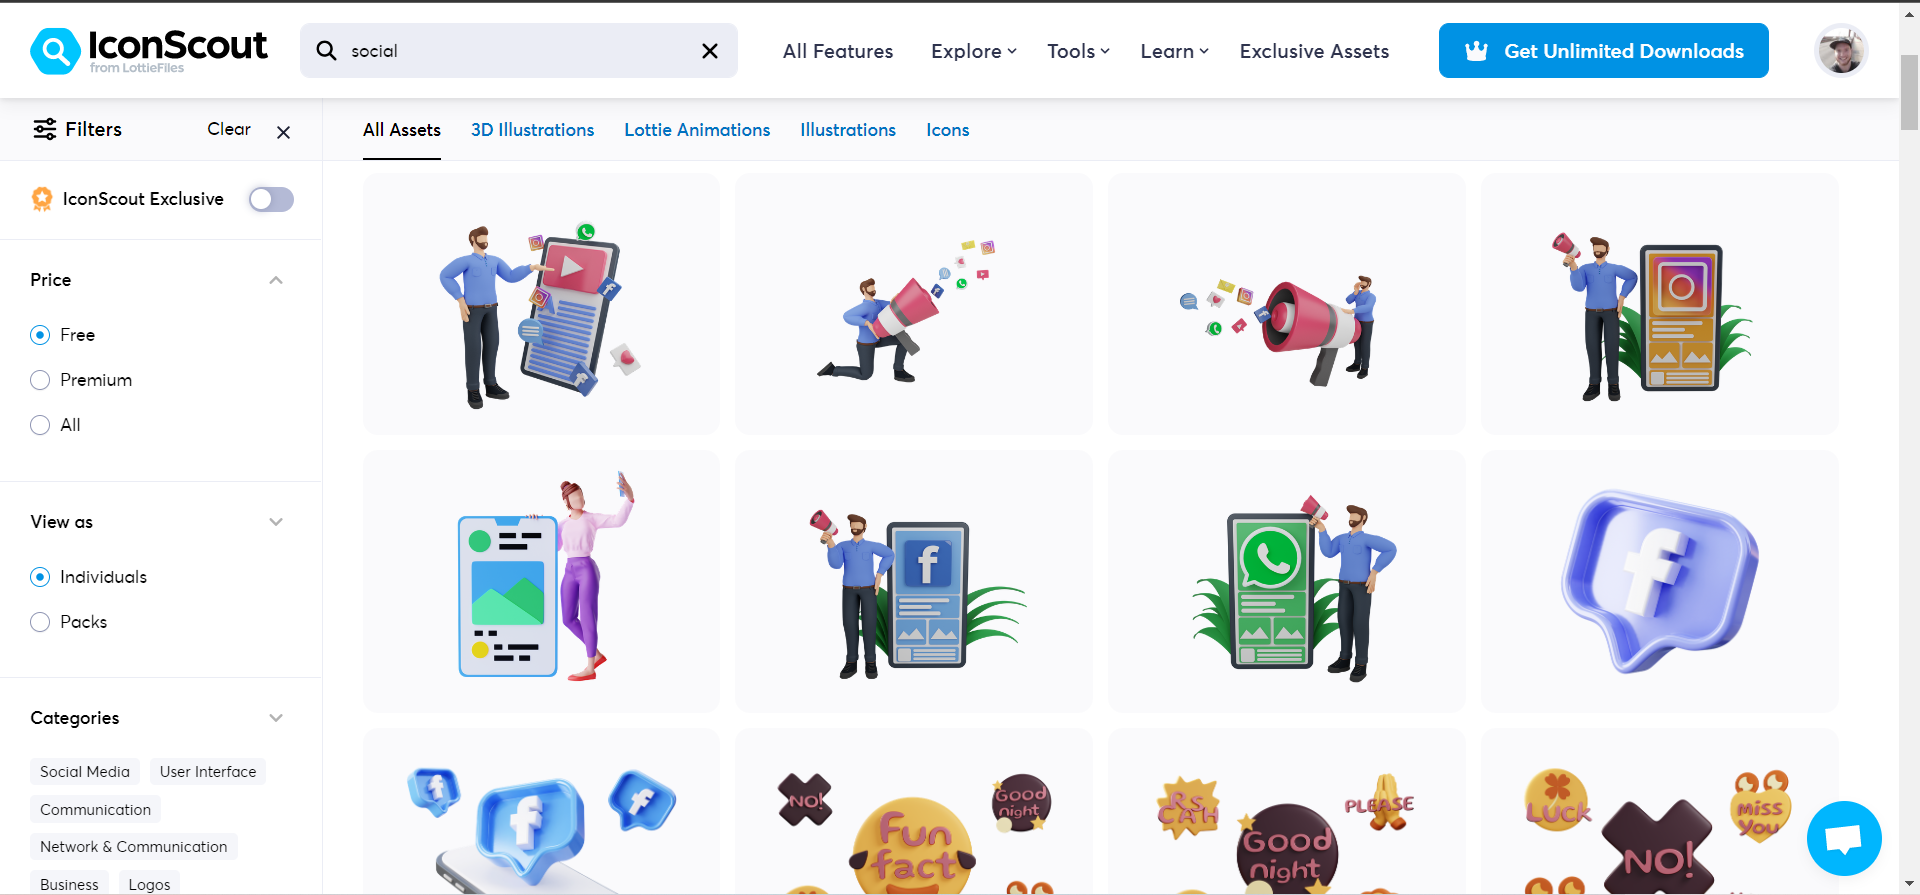 IconScout
from LottieFiles
social
All Features
Explore
Tools
Learn
Exclusive Assets
Get Unlimited Downloads
Filters
Clear
All Assets
3D Illustrations
Lottie Animations
Illustrations
Icons
IconScout Exclusive
Price
Free
Premium
All
View as
Individuals
Packs
Categories
Social Media
User Interface
Communication
Network & Communication
Business
Logos
NO!
Good
night
Fun
fact
Rs
CAH
PLEASE
Good
night
LUCK
Miss
You
NO!